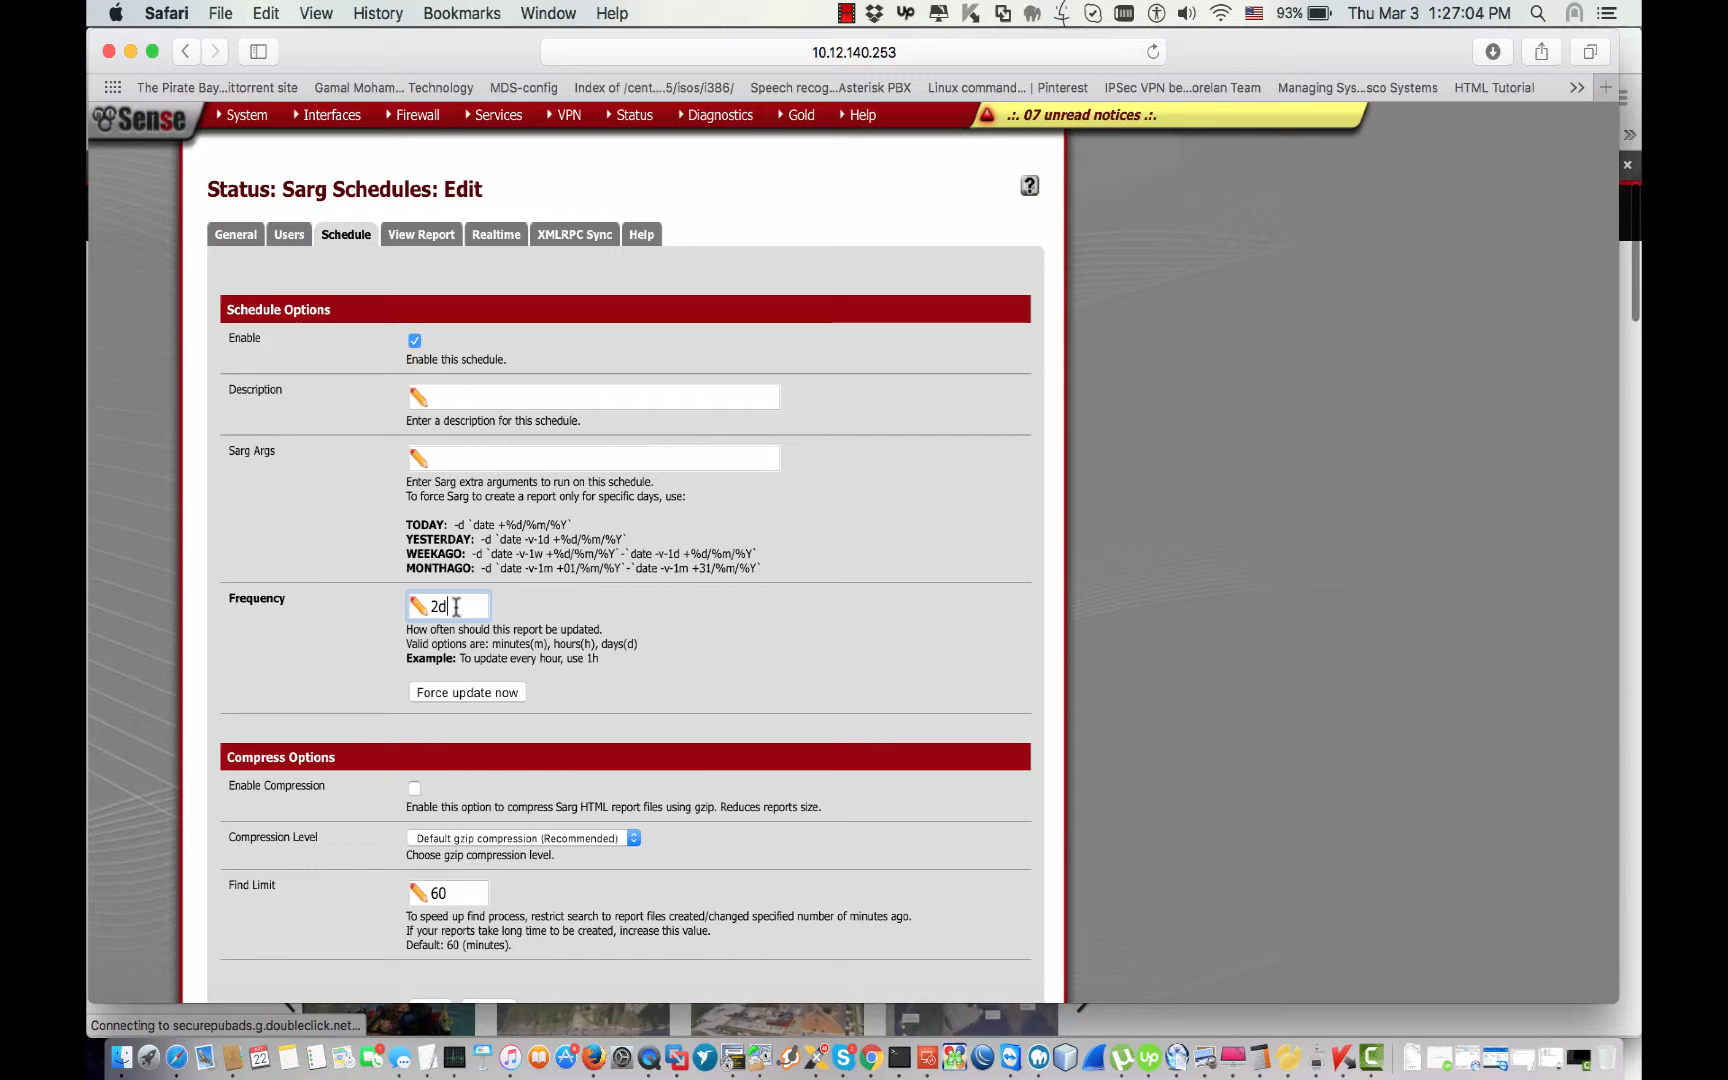 Safari File Edit View History Bookmarks Window Help 93% Thu Mar 3 1:27:04 PM
10.12.140.253
The Pirate Bay...ittorrent site Gamal Moham... Technology MDS-config Index of /cent....5/isos/i386/ Speech recog...Asterisk PBX Linux command... | Pinterest IPSec VPN be...orelan Team Managing Sys...sco Systems HTML Tutorial
Sense System Interfaces Firewall Services VPN Status Diagnostics Gold Help .:. 07 unread notices .:.
Status: Sarg Schedules: Edit
General Users Schedule View Report Realtime XMLRPC Sync Help
Schedule Options
Enable
Enable this schedule.
Description
Enter a description for this schedule.
Sarg Args
Enter Sarg extra arguments to run on this schedule.
To force Sarg to create a report only for specific days, use:
TODAY: -d `date +%d/%m/%Y`
YESTERDAY: -d `date -v-1d +%d/%m/%Y`
WEEKAGO: -d `date -v-1w +%d/%m/%Y`-`date -v-1d +%d/%m/%Y`
MONTHAGO: -d `date -v-1m +01/%m/%Y`-`date -v-1m +31/%m/%Y`
Frequency 2d
How often should this report be updated.
Valid options are: minutes(m), hours(h), days(d)
Example: To update every hour, use 1h
Force update now
Compress Options
Enable Compression
Enable this option to compress Sarg HTML report files using gzip. Reduces reports size.
Compression Level Default gzip compression (Recommended)
Choose gzip compression level.
Find Limit 60
To speed up find process, restrict search to report files created/changed specified number of minutes ago.
If your reports take long time to be created, increase this value.
Default: 60 (minutes).
Connecting to securepubads.g.doubleclick.net...